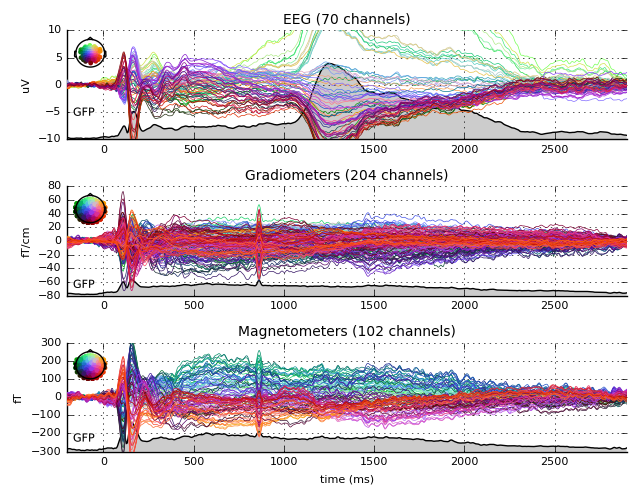 EEG (70 channels)
10
5
0
−5
−10
uV
GFP
0 500 1000 1500 2000 2500
Gradiometers (204 channels)
80
60
40
20
0
−20
−40
−60
−80
fT/cm
GFP
0 500 1000 1500 2000 2500
Magnetometers (102 channels)
300
200
100
0
−100
−200
−300
fT
GFP
0 500 1000 1500 2000 2500
time (ms)